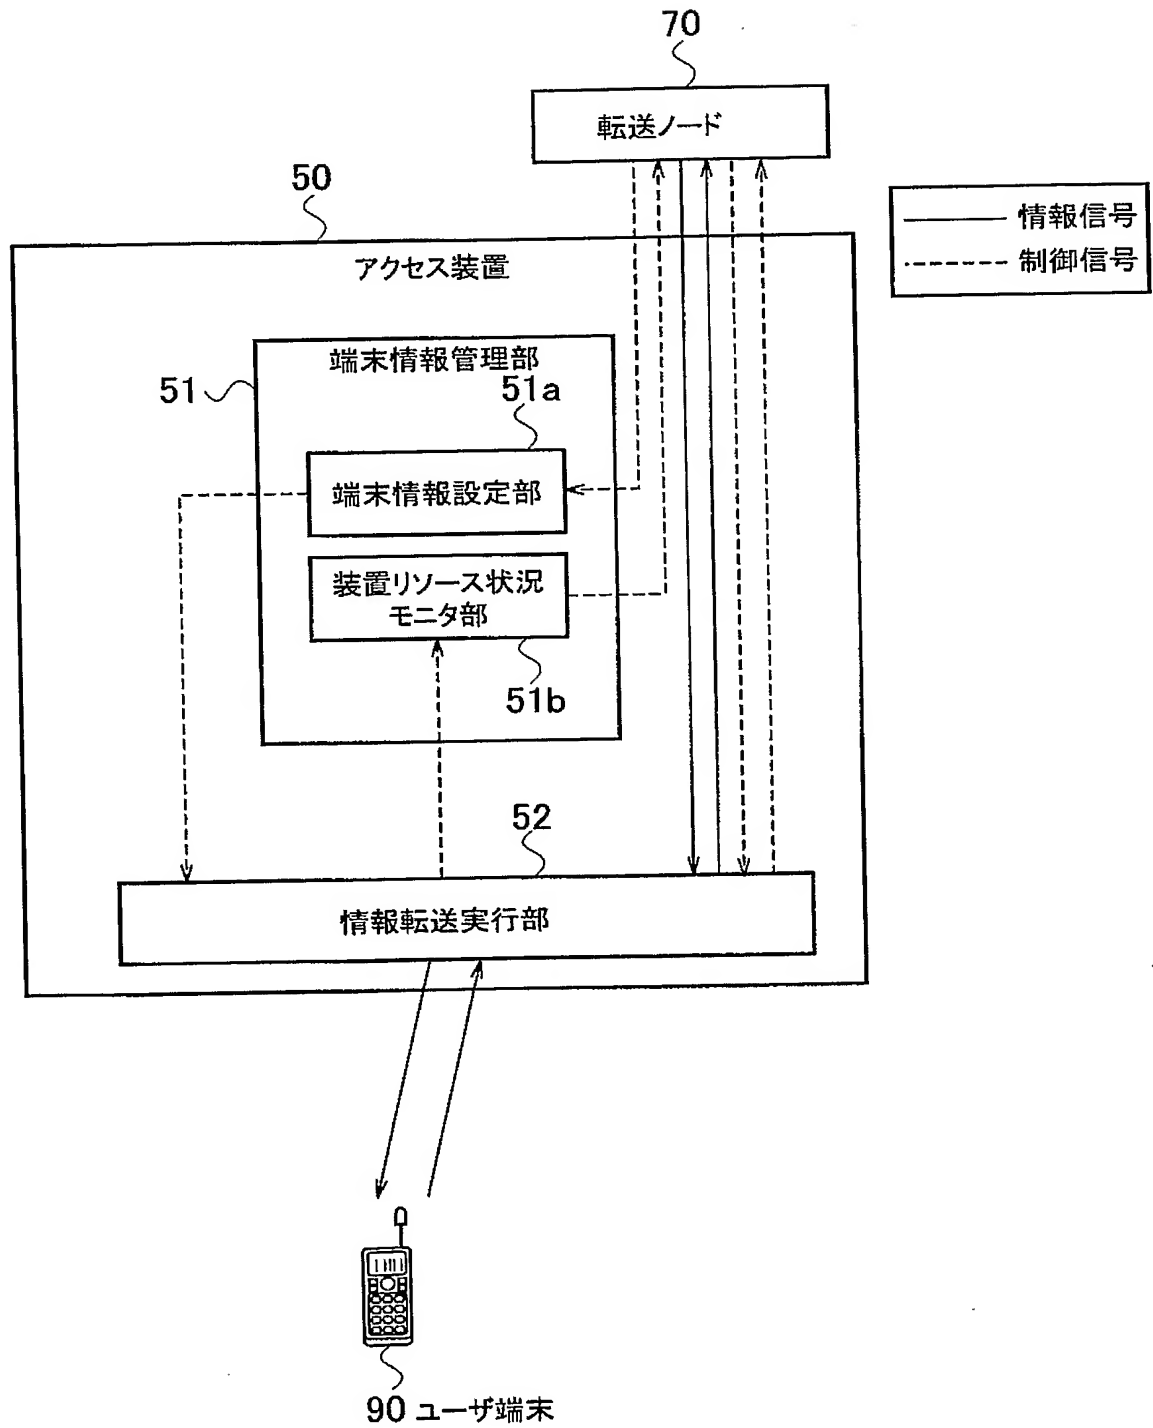 70
転送ノード
50
情報信号
制御信号
アクセス装置
端末情報管理部
51
51a
端末情報設定部
装置リソース状況
モニタ部
51b
52
情報転送実行部
90 ユーザ端末